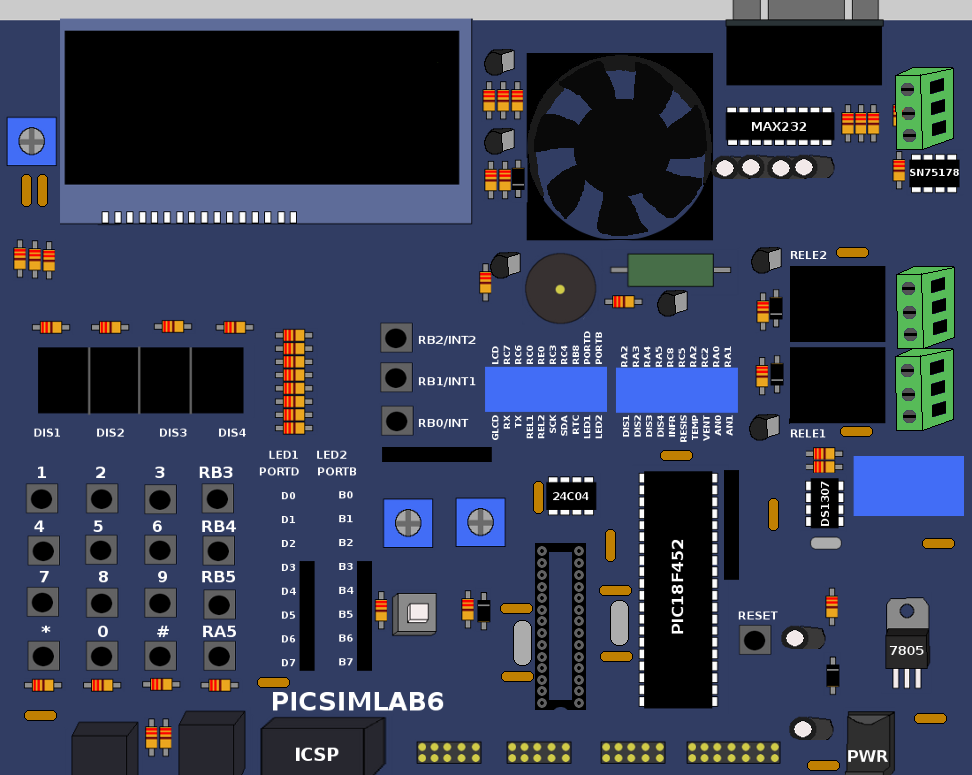 MAX232
SN75178
RELE2
RB2/INT2
RB1/INT1
RB0/INT
LCD RC7 RC6 RC0 RE0 RC3 RC4 RB8 PORTD PORTB
GLCD RX TX REL1 REL2 SCK SDA RTC LED1 LED2
RA2 RA3 RA4 RA5 RC8 RC5 RA2 RC2 RA0 RA1
DIS1 DIS2 DIS3 DIS4 INFR RESIS TEMP VENT AN0 AN1
RELE1
DIS1 DIS2 DIS3 DIS4
LED1 LED2
PORTD PORTB
1 2 3 RB3
4 5 6 RB4
7 8 9 RB5
* 0 # RA5
D0 B0
D1 B1
D2 B2
D3 B3
D4 B4
D5 B5
D6 B6
D7 B7
24C04
PIC18F452
DS1307
RESET
7805
PICSIMLAB6
ICSP
PWR